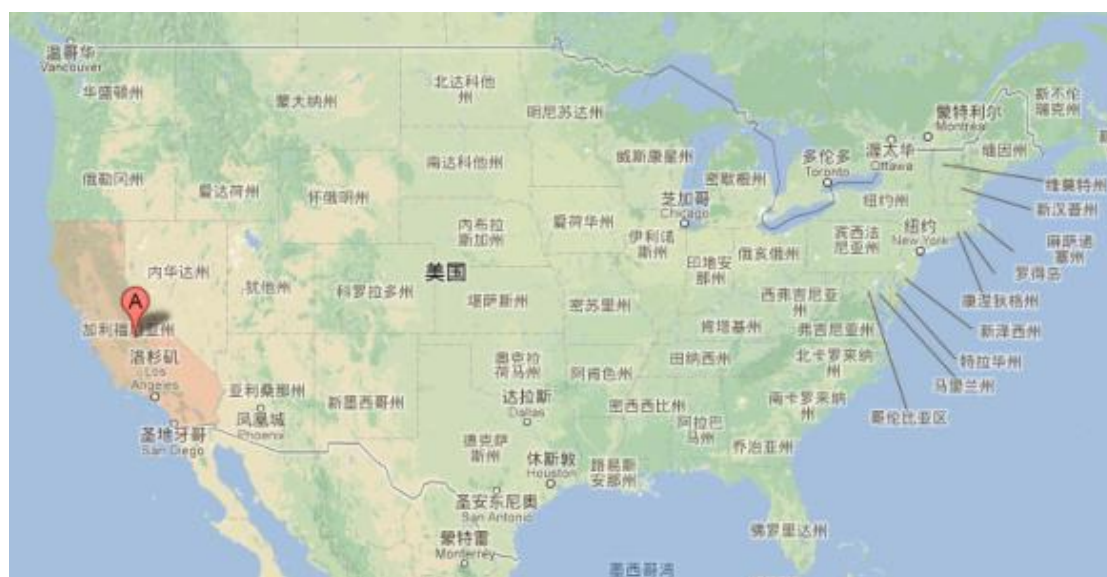 温哥华
Vancouver
华盛顿州
蒙大纳州
北达科他
州
明尼苏达州
蒙特利尔
Montreal
新不伦
瑞克州
渥太华
Ottawa
缅因州
多伦多
Toronto
威斯康星州
南达科他州
密歇根州
维蒙特州
俄勒冈州
爱达荷州
怀俄明州
芝加哥
Chicago
纽约州
新汉普州
内布拉
斯加州
爱荷华州
伊利诺
斯州
印地安
那州
俄亥俄州
宾西法
尼亚州
纽约
New York
麻萨诸
塞州
罗得岛
内华达州
犹他州
科罗拉多州
美国
堪萨斯州
密苏里州
西弗吉尼亚
州
康涅狄格州
A
加利福尼亚州
肯塔基州
弗吉尼亚州
新泽西州
洛杉矶
Los
Angeles
奥克拉
荷马州
阿肯色州
田纳西州
北卡罗来纳
州
特拉华州
马里兰州
亚利桑那州
新墨西哥州
达拉斯
Dallas
密西西比州
阿拉巴
马州
南卡罗来纳
州
哥伦比亚区
凤凰城
Phoenix
圣地牙哥
San Diego
德克萨
斯州
休斯敦
Houston
路易斯
安那州
乔治亚州
圣安东尼奥
San Antonio
蒙特雷
Monterrey
佛罗里达州
墨西哥湾